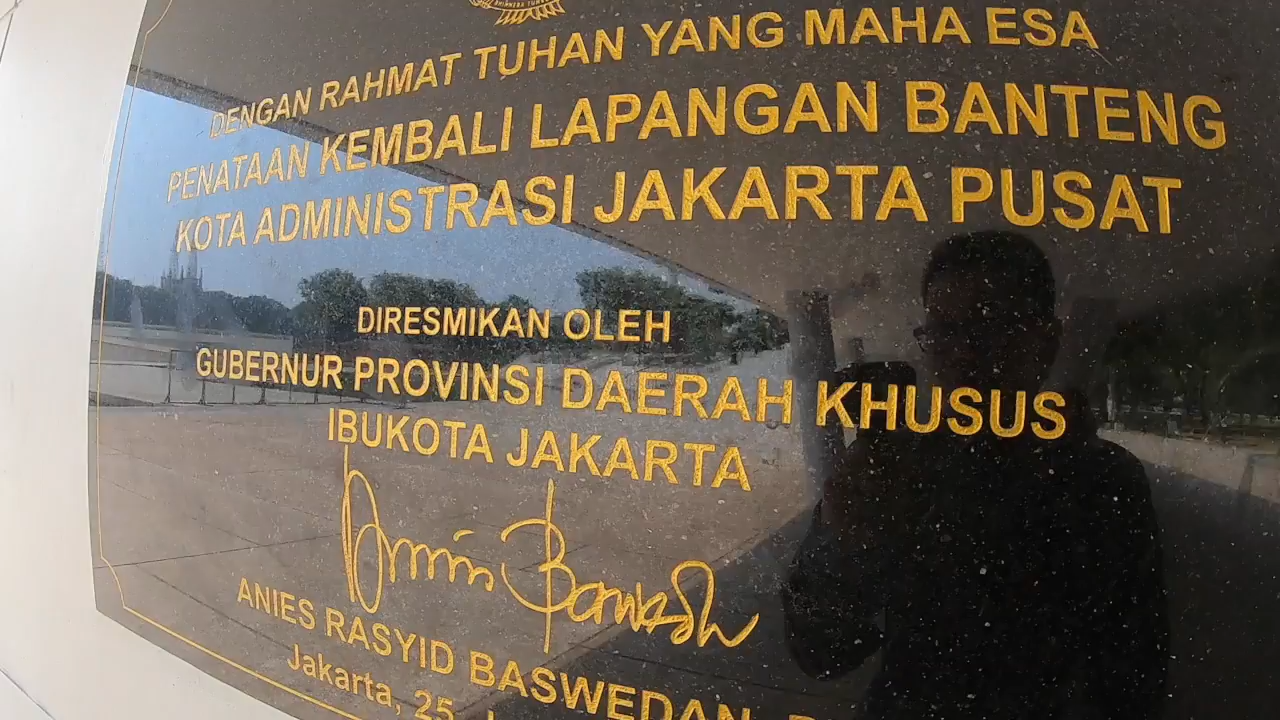 DENGAN RAHMAT TUHAN YANG MAHA ESA
PENATAAN KEMBALI LAPANGAN BANTENG
KOTA ADMINISTRASI JAKARTA PUSAT
DIRESMIKAN OLEH
GUBERNUR PROVINSI DAERAH KHUSUS
IBUKOTA JAKARTA
ANIES RASYID BASWEDAN,
Jakarta, 25